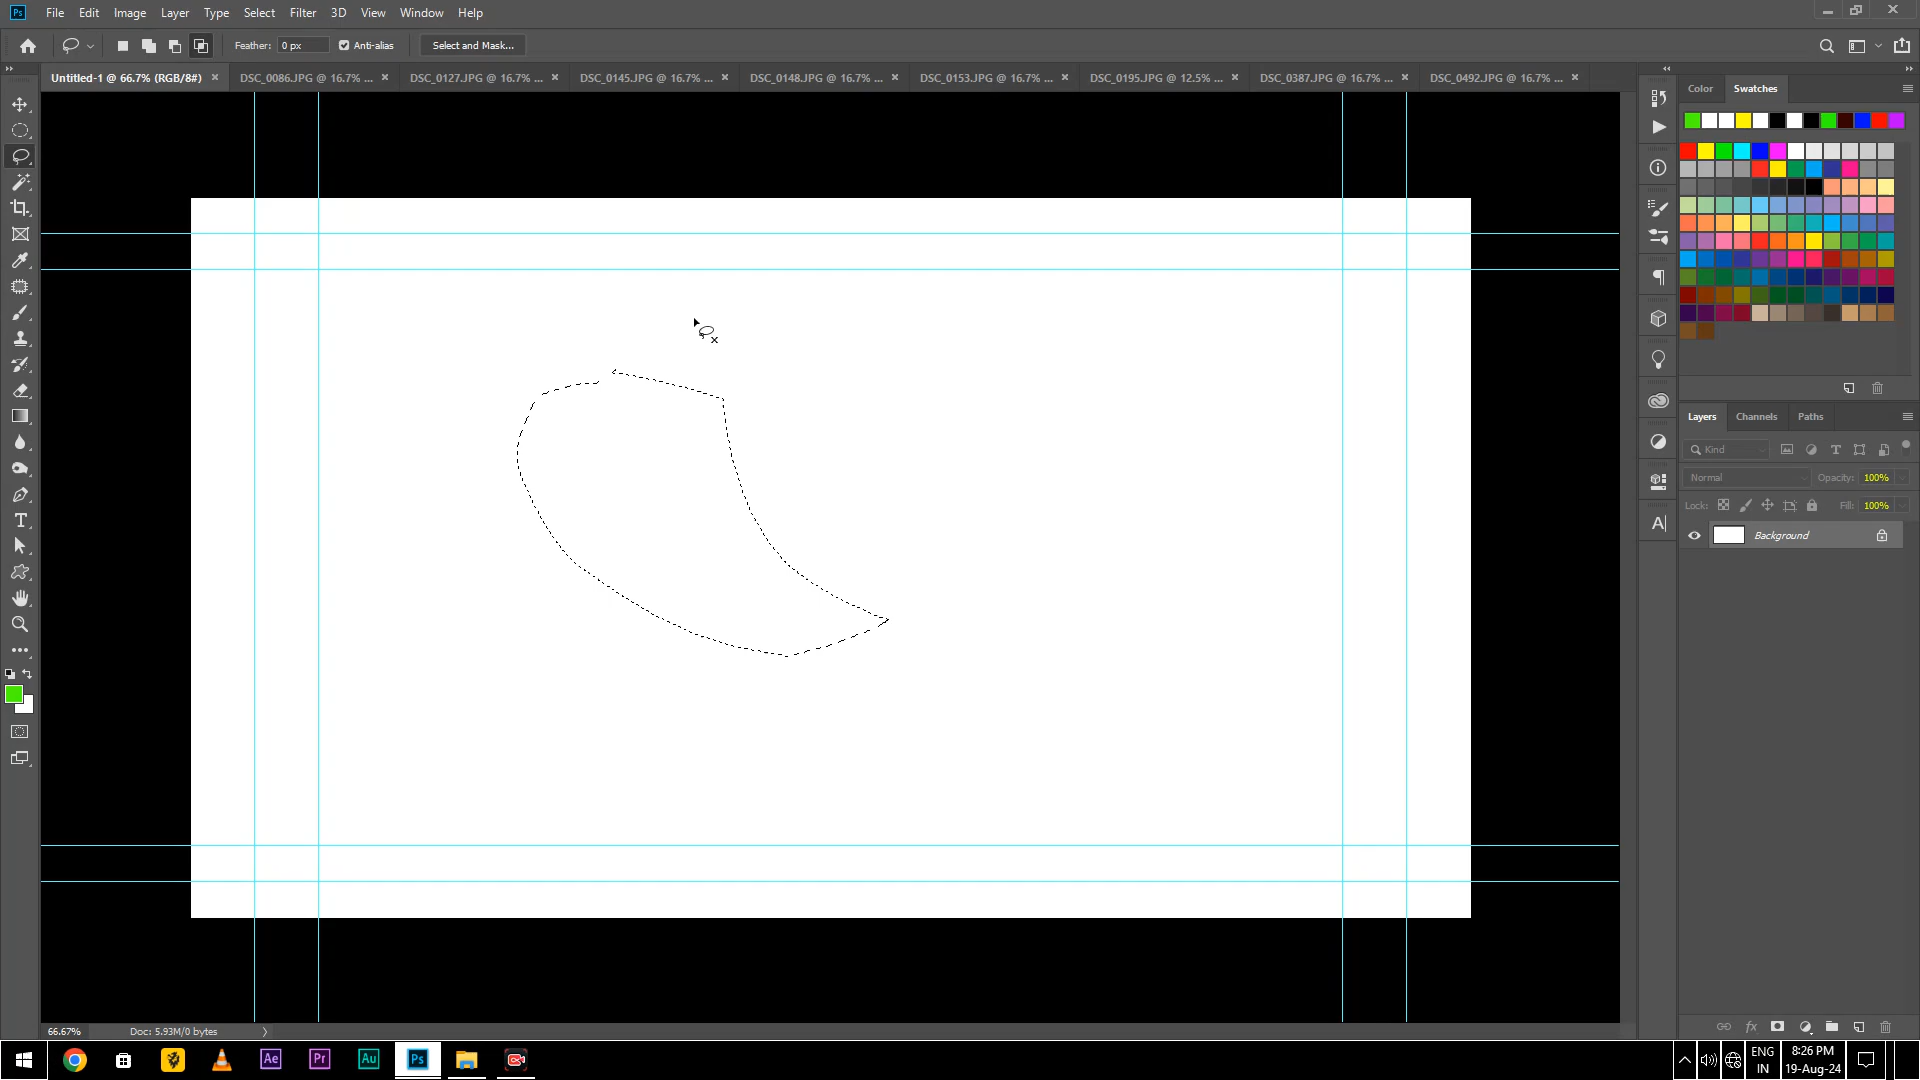 Ps File Edit Image Layer Type Select Filter 3D View Window Help
Feather: 0 px Anti-alias Select and Mask...
Untitled-1 @ 66.7% (RGB/8#) × DSC_0086.JPG @ 16.7% ... × DSC_0127.JPG @ 16.7% ... × DSC_0145.JPG @ 16.7% ... × DSC_0148.JPG @ 16.7% ... × DSC_0153.JPG @ 16.7% ... × DSC_0195.JPG @ 12.5% ... × DSC_0387.JPG @ 16.7% ... × DSC_0492.JPG @ 16.7% ... ×
Color Swatches
Layers Channels Paths
Kind
Normal Opacity: 100%
Lock: Fill: 100%
Background
66.67% Doc: 5.93M/0 bytes
Ae Pr Au Ps
ENG
IN
8:26 PM
19-Aug-24